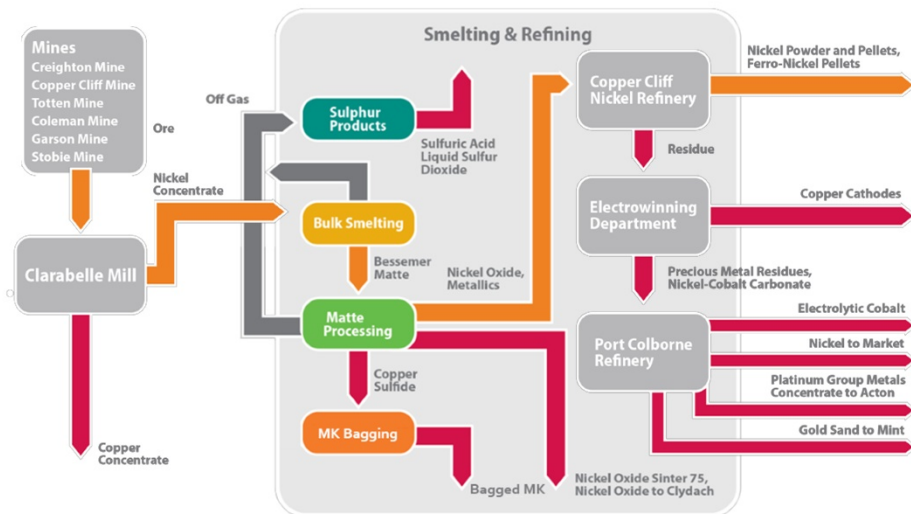 Mines
Creighton Mine
Copper Cliff Mine
Totten Mine
Coleman Mine
Garson Mine
Stobie Mine
Ore
Nickel
Concentrate
Clarabelle Mill
Copper
Concentrate
Smelting & Refining
Off Gas
Sulphur
Products
Sulfuric Acid
Liquid Sulfur
Dioxide
Bulk Smelting
Bessemer
Matte
Matte
Processing
Nickel Oxide,
Metallics
Copper
Sulfide
MK Bagging
Bagged MK
Nickel Oxide Sinter 75,
Nickel Oxide to Clydach
Copper Cliff
Nickel Refinery
Nickel Powder and Pellets,
Ferro-Nickel Pellets
Residue
Electrowinning
Department
Copper Cathodes
Precious Metal Residues,
Nickel-Cobalt Carbonate
Port Colborne
Refinery
Electrolytic Cobalt
Nickel to Market
Platinum Group Metals
Concentrate to Acton
Gold Sand to Mint